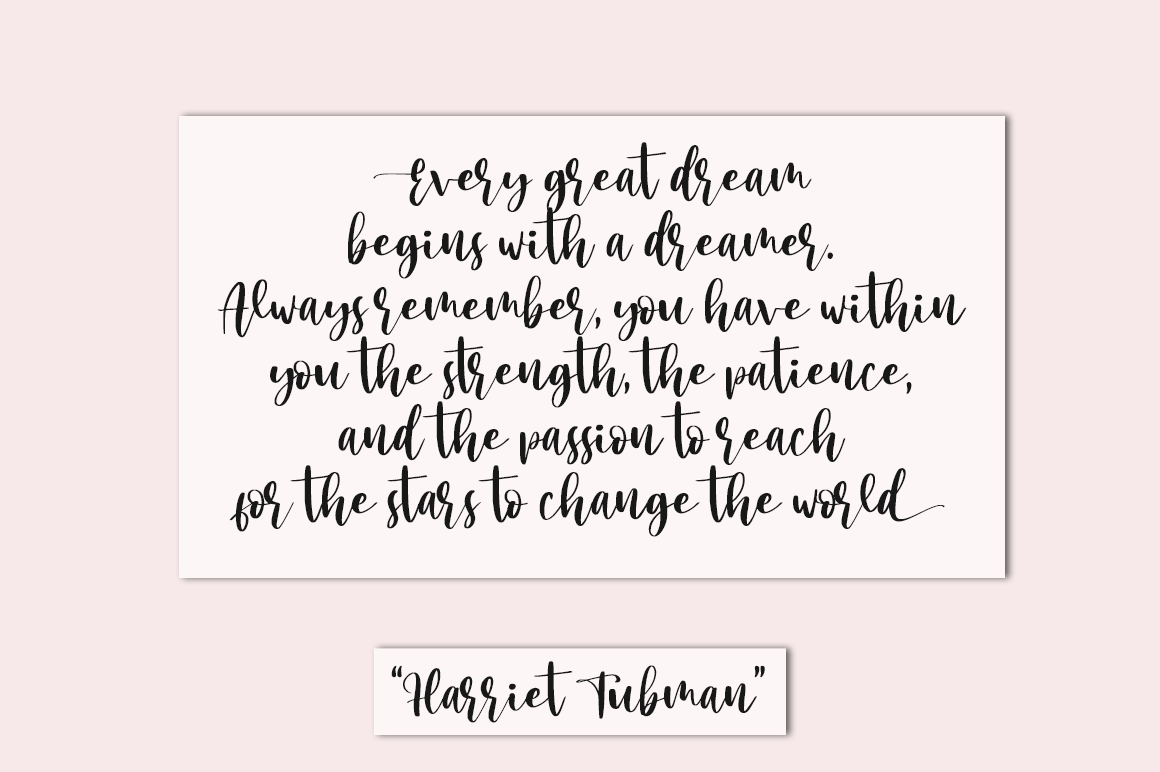 Every great dream
begins with a dreamer.
Always remember, you have within
you the strength, the patience,
and the passion to reach
for the stars to change the world
“Harriet Tubman”